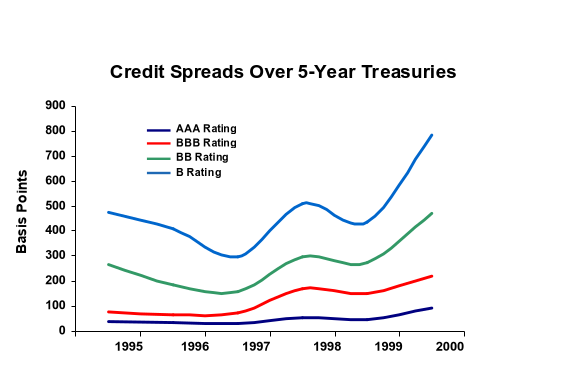 Credit Spreads Over 5-Year Treasuries
Basis Points
900
800
700
600
500
400
300
200
100
0
AAA Rating
BBB Rating
BB Rating
B Rating
1995 1996 1997 1998 1999 2000